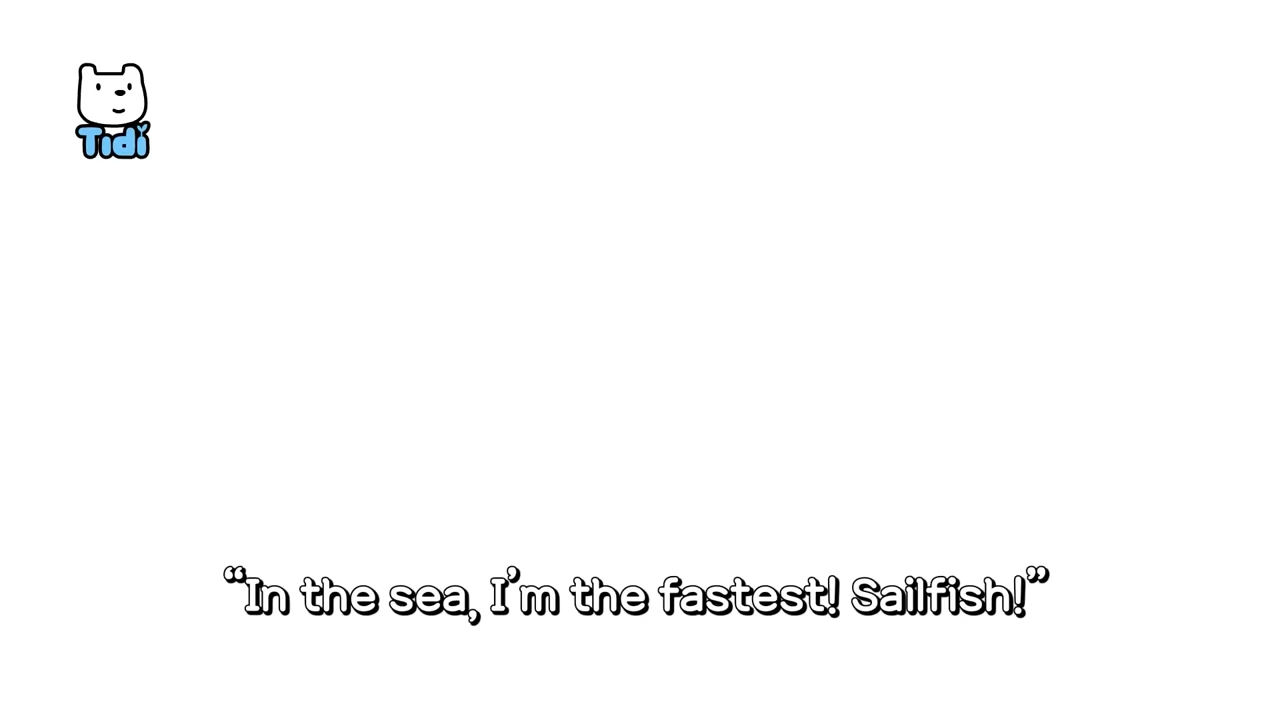 Tidi
“In the sea, I’m the fastest! Sailfish!”